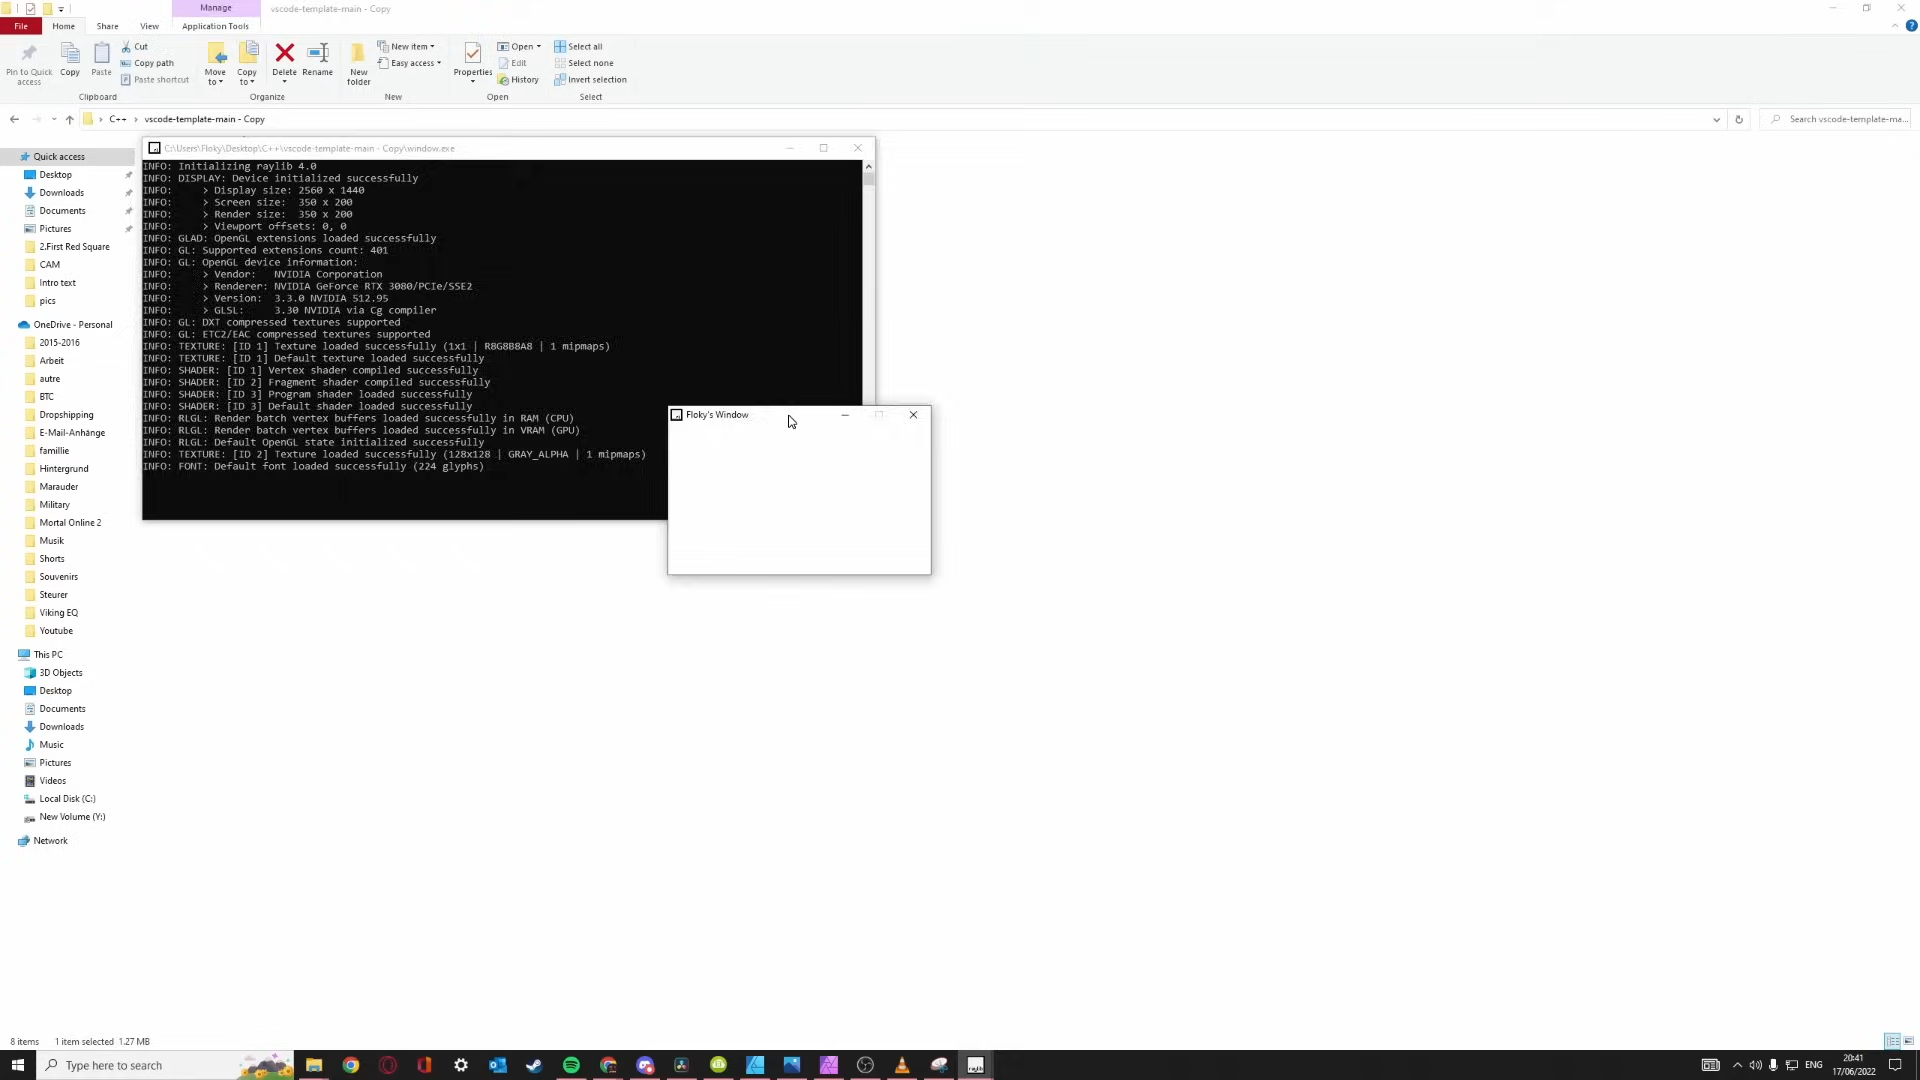 Manage
vscode-template-main - Copy
File
Home
Share
View
Application Tools
Pin to Quick access
Copy
Paste
Cut
Copy path
Paste shortcut
Clipboard
Move to
Copy to
Delete
Rename
Organize
New folder
New item
Easy access
New
Properties
Open
Edit
History
Open
Select all
Select none
Invert selection
Select
C++ › vscode-template-main - Copy
Search vscode-template-ma...
Quick access
Desktop
Downloads
Documents
Pictures
2.First Red Square
CAM
Intro text
pics
OneDrive - Personal
2015-2016
Arbeit
autre
BTC
Dropshipping
E-Mail-Anhänge
famillie
Hintergrund
Marauder
Military
Mortal Online 2
Musik
Shorts
Souvenirs
Steurer
Viking EQ
Youtube
This PC
3D Objects
Desktop
Documents
Downloads
Music
Pictures
Videos
Local Disk (C:)
New Volume (Y:)
Network
C:\Users\Floky\Desktop\C++\vscode-template-main - Copy\window.exe
INFO: Initializing raylib 4.0
INFO: DISPLAY: Device initialized successfully
INFO:     > Display size: 2560 x 1440
INFO:     > Screen size:  350 x 200
INFO:     > Render size:  350 x 200
INFO:     > Viewport offsets: 0, 0
INFO: GLAD: OpenGL extensions loaded successfully
INFO: GL: Supported extensions count: 401
INFO: GL: OpenGL device information:
INFO:     > Vendor:   NVIDIA Corporation
INFO:     > Renderer: NVIDIA GeForce RTX 3080/PCIe/SSE2
INFO:     > Version:  3.3.0 NVIDIA 512.95
INFO:     > GLSL:     3.30 NVIDIA via Cg compiler
INFO: GL: DXT compressed textures supported
INFO: GL: ETC2/EAC compressed textures supported
INFO: TEXTURE: [ID 1] Texture loaded successfully (1x1 | R8G8B8A8 | 1 mipmaps)
INFO: TEXTURE: [ID 1] Default texture loaded successfully
INFO: SHADER: [ID 1] Vertex shader compiled successfully
INFO: SHADER: [ID 2] Fragment shader compiled successfully
INFO: SHADER: [ID 3] Program shader loaded successfully
INFO: SHADER: [ID 3] Default shader loaded successfully
INFO: RLGL: Render batch vertex buffers loaded successfully in RAM (CPU)
INFO: RLGL: Render batch vertex buffers loaded successfully in VRAM (GPU)
INFO: RLGL: Default OpenGL state initialized successfully
INFO: TEXTURE: [ID 2] Texture loaded successfully (128x128 | GRAY_ALPHA | 1 mipmaps)
INFO: FONT: Default font loaded successfully (224 glyphs)
Floky's Window
8 items
1 item selected 1.27 MB
Type here to search
raylib
ENG
20:41
17/06/2022